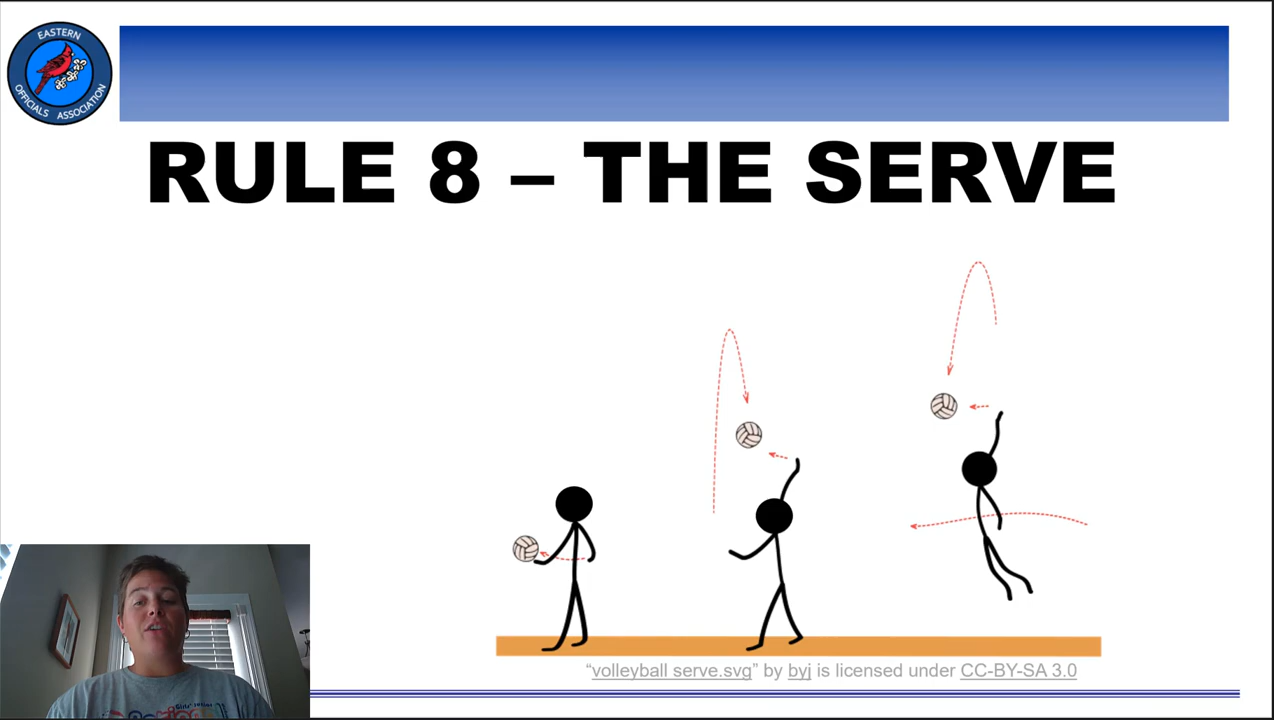 EASTERN
OFFICIALS ASSOCIATION
RULE 8 – THE SERVE
“volleyball serve.svg” by byj is licensed under CC-BY-SA 3.0